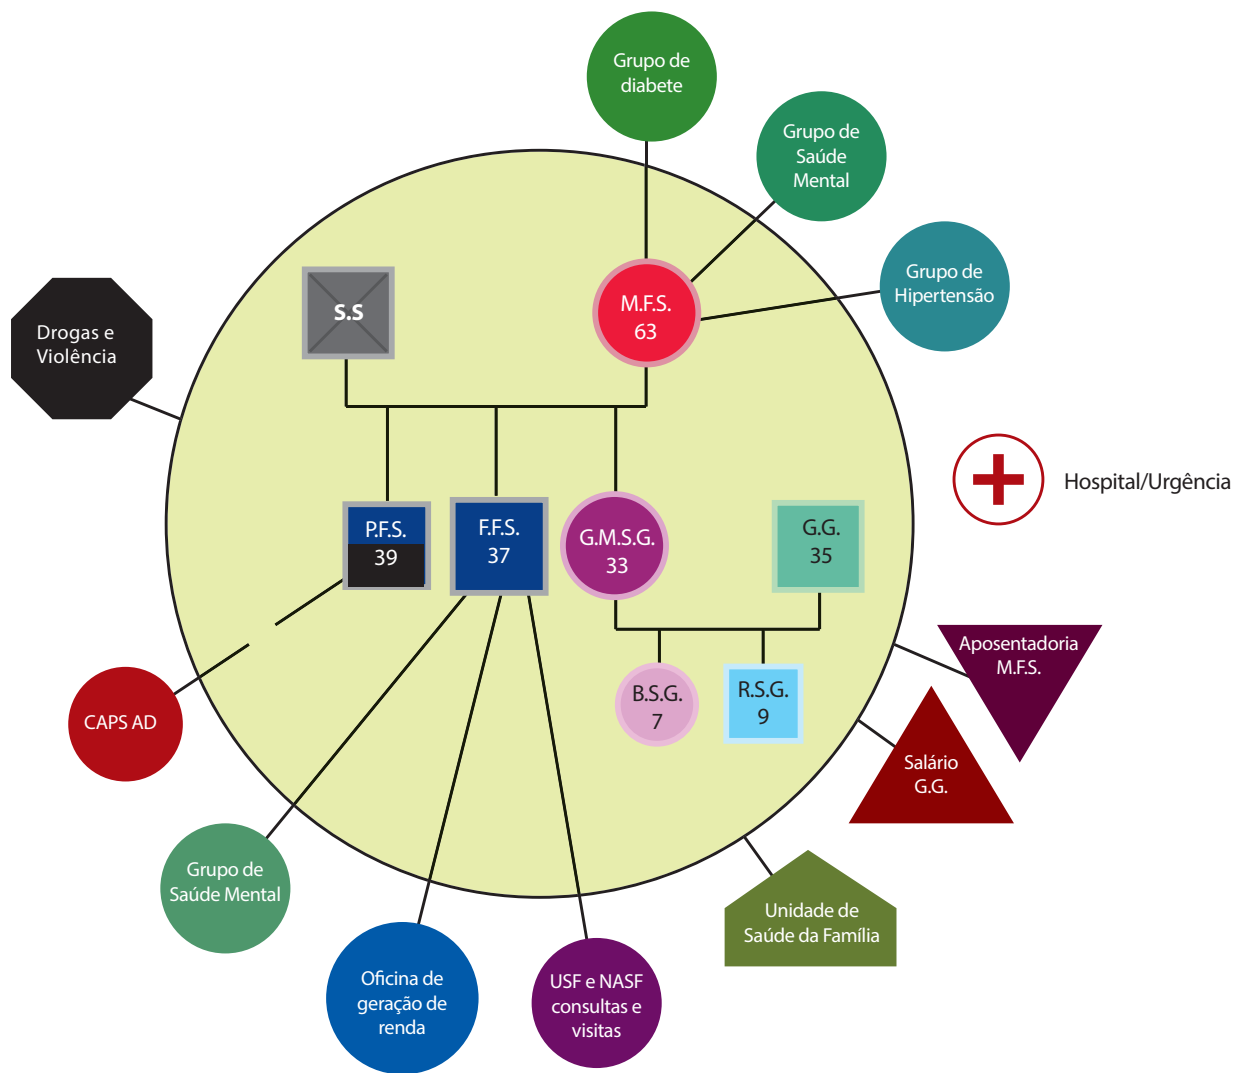 Grupo de
diabete
Grupo de
Saúde
Mental
Grupo de
Hipertensão
S.S
M.F.S.
63
Drogas e
Violência
Hospital/Urgência
P.F.S.
39
F.F.S.
37
G.M.S.G.
33
G.G.
35
B.S.G.
7
R.S.G.
9
Aposentadoria
M.F.S.
CAPS AD
Salário
G.G.
Grupo de
Saúde Mental
Unidade de
Saúde da Família
Oficina de
geração de
renda
USF e NASF
consultas e
visitas